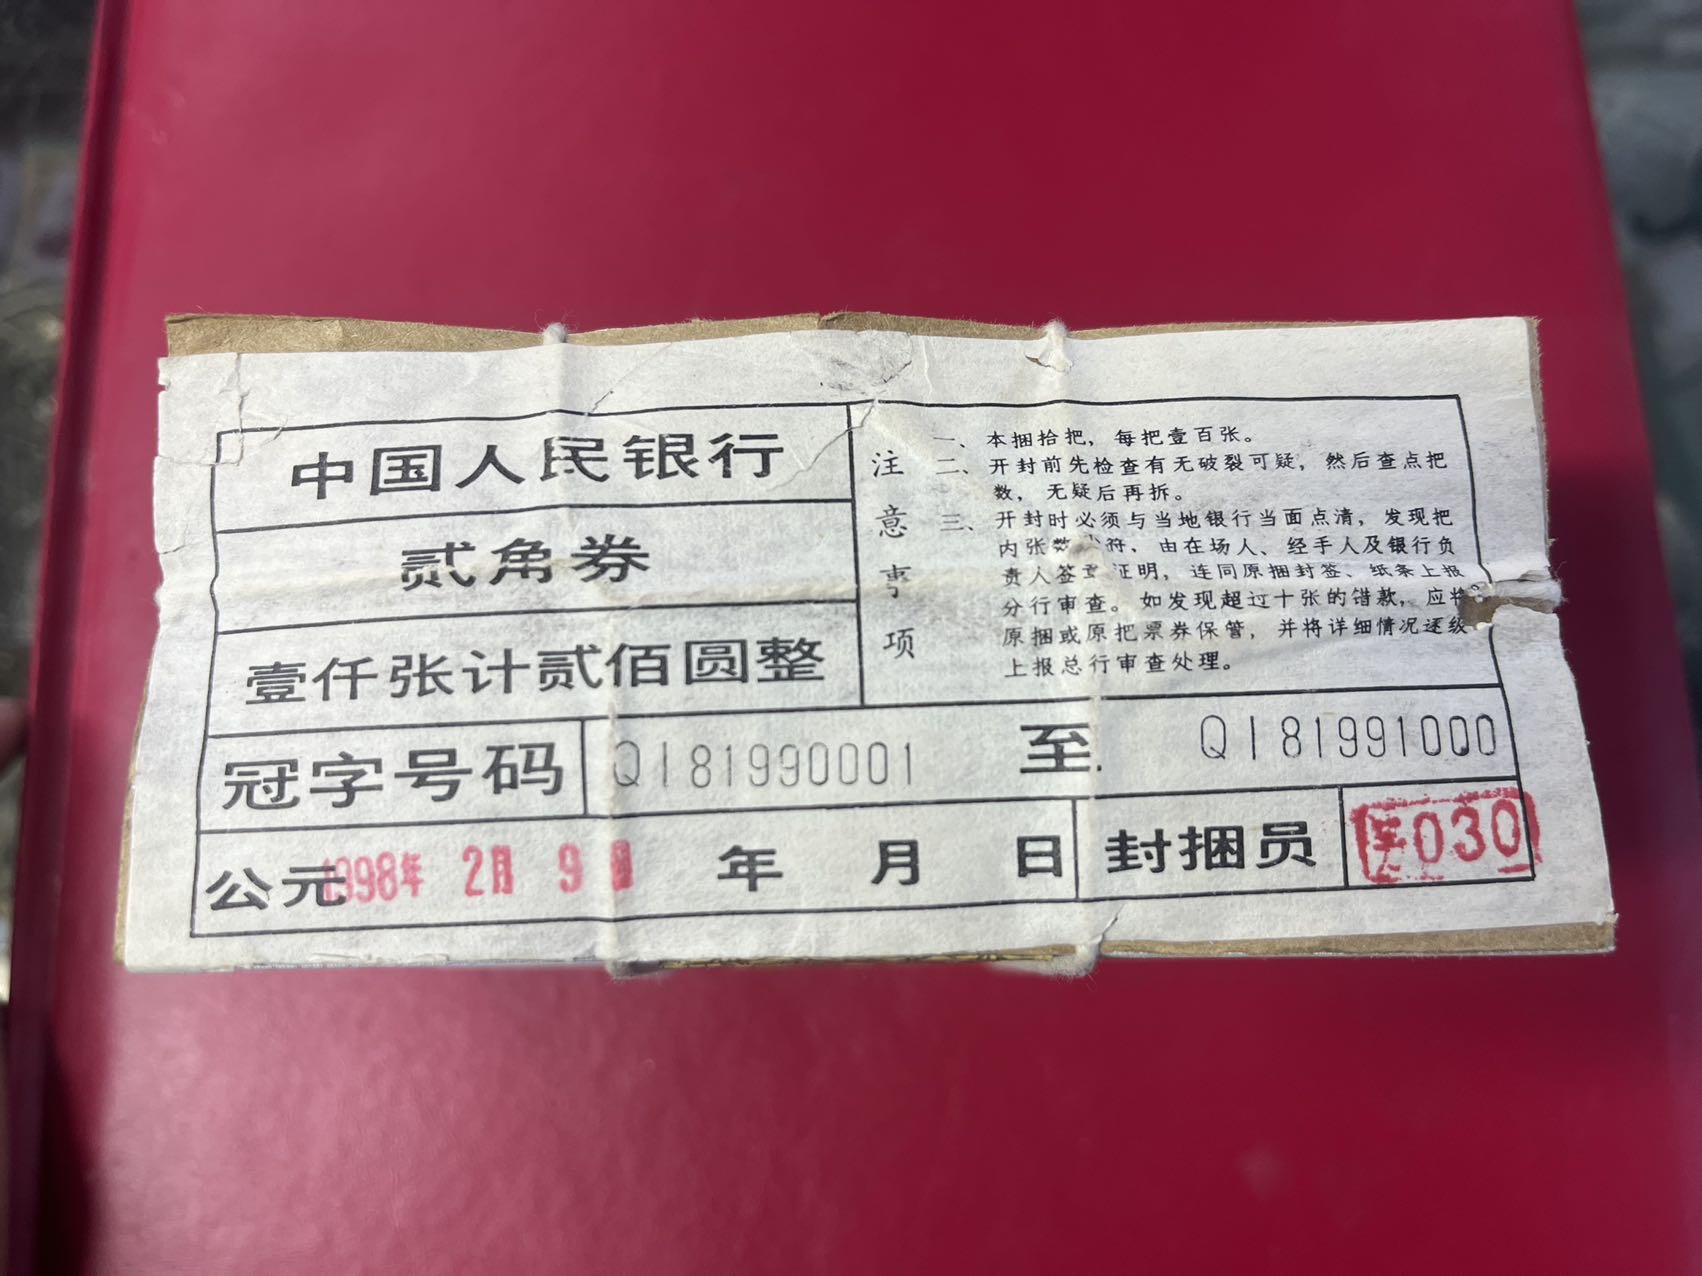 中国人民银行
贰角券
壹仟张计贰佰圆整
注意事项
一、本捆拾把，每把壹百张。
二、开封前先检查有无破裂可疑，然后查点把
数，无疑后再拆。
三、开封时必须与当地银行当面点清，发现把
内张数 符，由在场人、经手人及银行负
责人签章证明，连同原捆封签、纸条上报
分行审查。如发现超过十张的错款，应将
原捆或原把票券保管，并将详细情况逐级
上报总行审查处理。
冠字号码 QI81990001 至 QI81991000
公元1998年 2月 9日 年 月 日 封捆员 030